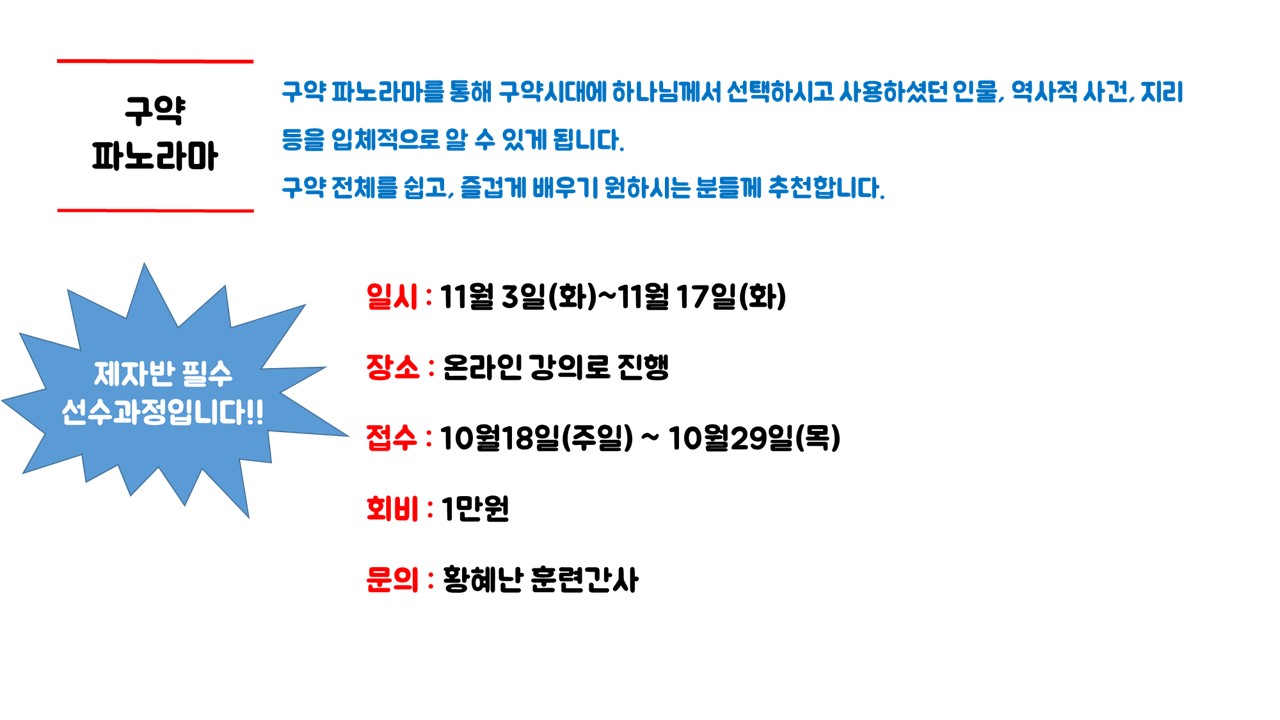 구약
파노라마
구약 파노라마를 통해 구약시대에 하나님께서 선택하시고 사용하셨던 인물, 역사적 사건, 지리
등을 입체적으로 알 수 있게 됩니다.
구약 전체를 쉽고, 즐겁게 배우기 원하시는 분들께 추천합니다.
제자반 필수
선수과정입니다!!
일시 : 11월 3일(화)~11월 17일(화)
장소 : 온라인 강의로 진행
접수 : 10월18일(주일) ~ 10월29일(목)
회비 : 1만원
문의 : 황혜난 훈련간사